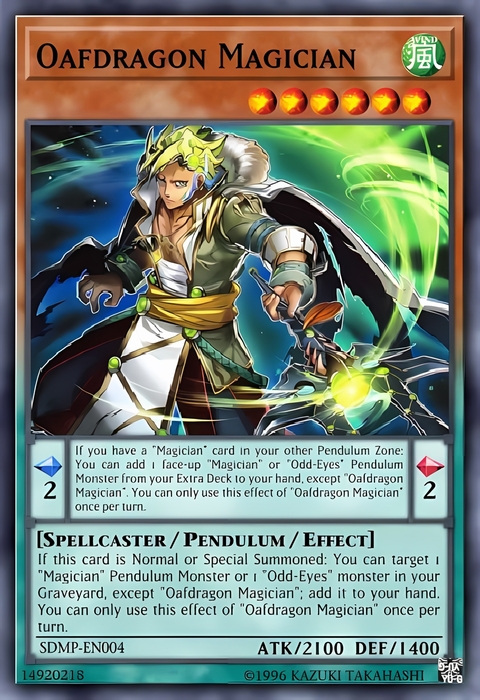 Oafdragon Magician
WIND
風
If you have a "Magician" card in your other Pendulum Zone:
You can add 1 face-up "Magician" or "Odd-Eyes" Pendulum
Monster from your Extra Deck to your hand, except "Oafdragon
Magician". You can only use this effect of "Oafdragon Magician"
once per turn.
2
2
[Spellcaster / Pendulum / Effect]
If this card is Normal or Special Summoned: You can target 1
"Magician" Pendulum Monster or 1 "Odd-Eyes" monster in your
Graveyard, except "Oafdragon Magician"; add it to your hand.
You can only use this effect of "Oafdragon Magician" once per
turn.
SDMP-EN004
ATK/2100 DEF/1400
14920218
©1996 KAZUKI TAKAHASHI